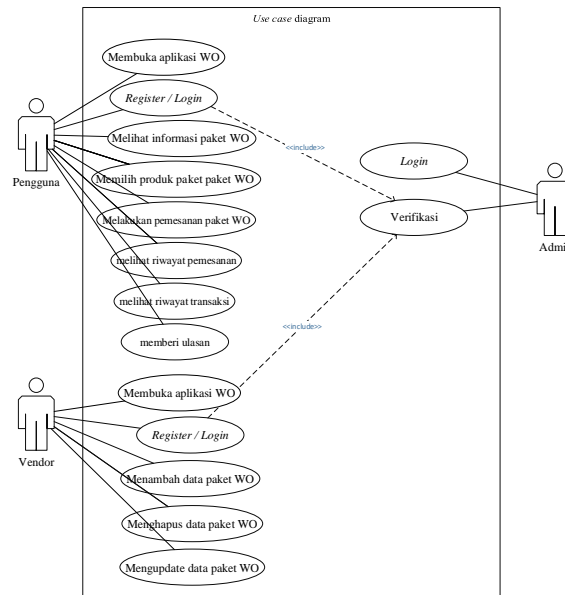 Use case diagram
Membuka aplikasi WO
Register / Login
Melihat informasi paket WO
Memilih produk paket paket WO
Melakukan pemesanan paket WO
melihat riwayat pemesanan
melihat riwayat transaksi
memberi ulasan
Pengguna
<<include>>
Login
Verifikasi
Admi
<<include>>
Membuka aplikasi WO
Register / Login
Menambah data paket WO
Menghapus data paket WO
Mengupdate data paket WO
Vendor